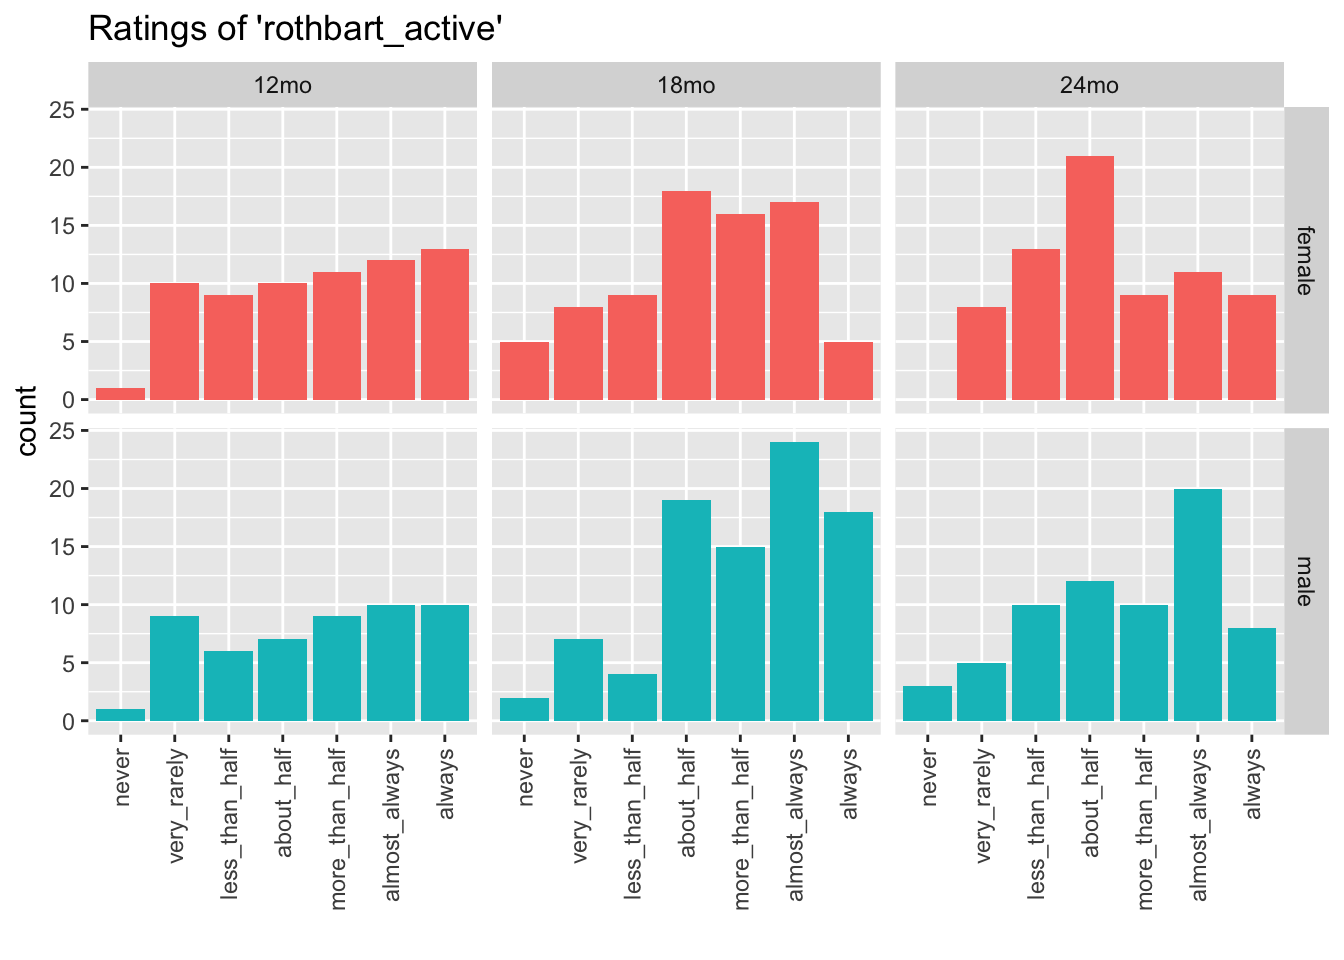 Ratings of 'rothbart_active'
12mo 18mo 24mo
25
20
15
10
5
0
female
count
25
20
15
10
5
0
male
never very_rarely less_than_half about_half more_than_half almost_always always
never very_rarely less_than_half about_half more_than_half almost_always always
never very_rarely less_than_half about_half more_than_half almost_always always